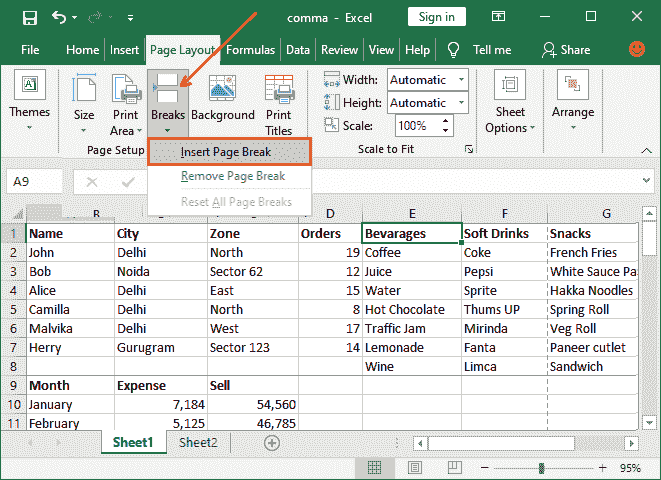 comma - Excel Sign in
File Home Insert Page Layout Formulas Data Review View Help Tell me Share
Themes Size Print Area Breaks Background Print Titles Width: Automatic Height: Automatic Scale: 100% Sheet Options Arrange
Page Setup Scale to Fit
Insert Page Break
Remove Page Break
Reset All Page Breaks
A9
B D E F G
1 Name City Zone Orders Bevarages Soft Drinks Snacks
2 John Delhi North 19 Coffee Coke French Fries
3 Bob Noida Sector 62 12 Juice Pepsi White Sauce Pa
4 Alice Delhi East 15 Water Sprite Hakka Noodles
5 Camilla Delhi North 8 Hot Chocolate Thums UP Spring Roll
6 Malvika Delhi West 17 Traffic Jam Mirinda Veg Roll
7 Herry Gurugram Sector 123 14 Lemonade Fanta Paneer cutlet
8 Wine Limca Sandwich
9 Month Expense Sell
10 January 7,184 54,560
11 February 5,125 46,785
Sheet1 Sheet2
95%